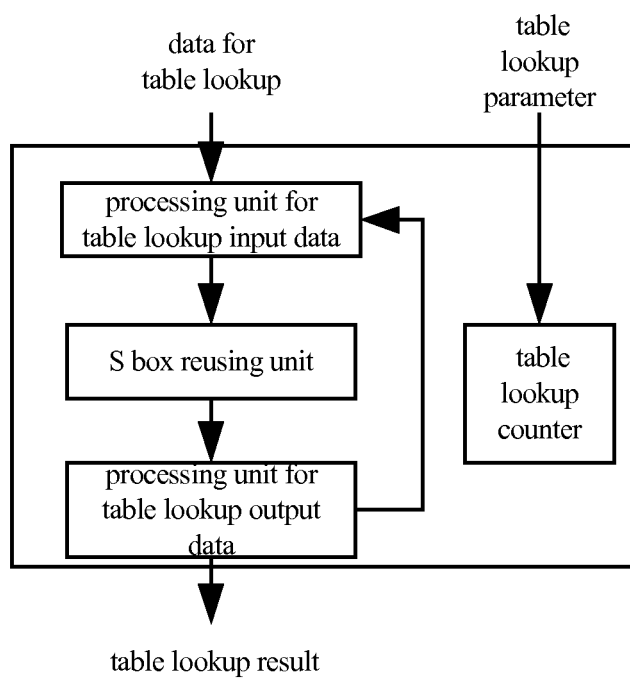 data for
table lookup
table
lookup
parameter
processing unit for
table lookup input data
S box reusing unit
table
lookup
counter
processing unit for
table lookup output
data
table lookup result